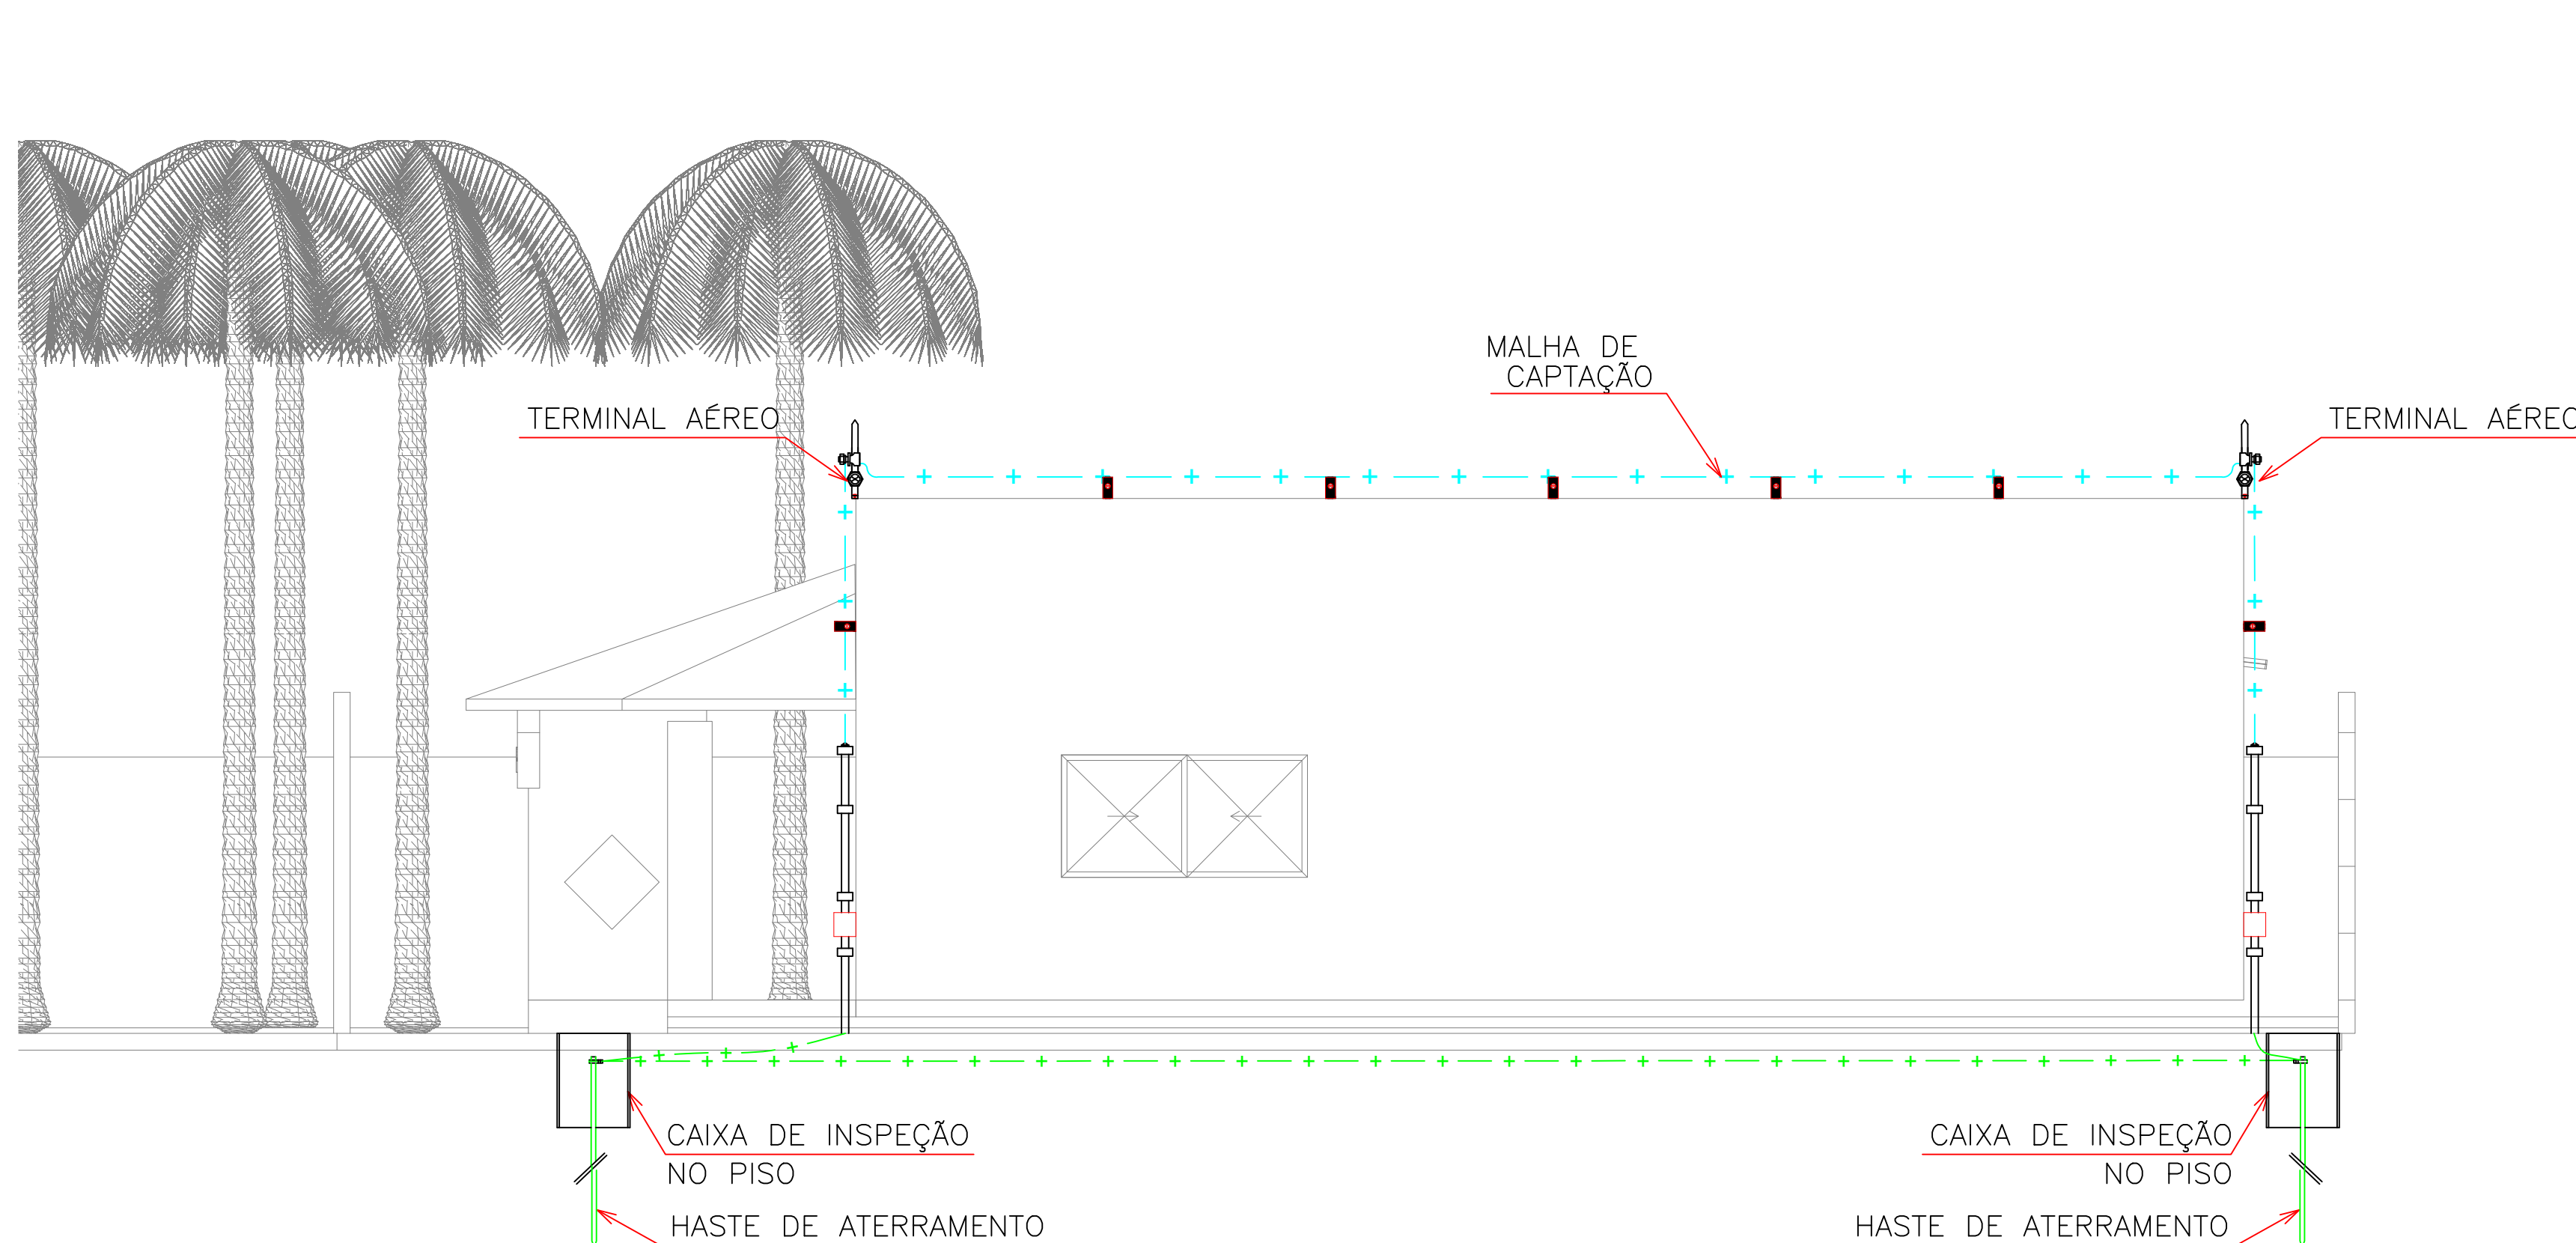 MALHA DE
CAPTAÇÃO
TERMINAL AÉREO
TERMINAL AÉREO
CAIXA DE INSPEÇÃO
NO PISO
CAIXA DE INSPEÇÃO
NO PISO
HASTE DE ATERRAMENTO
HASTE DE ATERRAMENTO